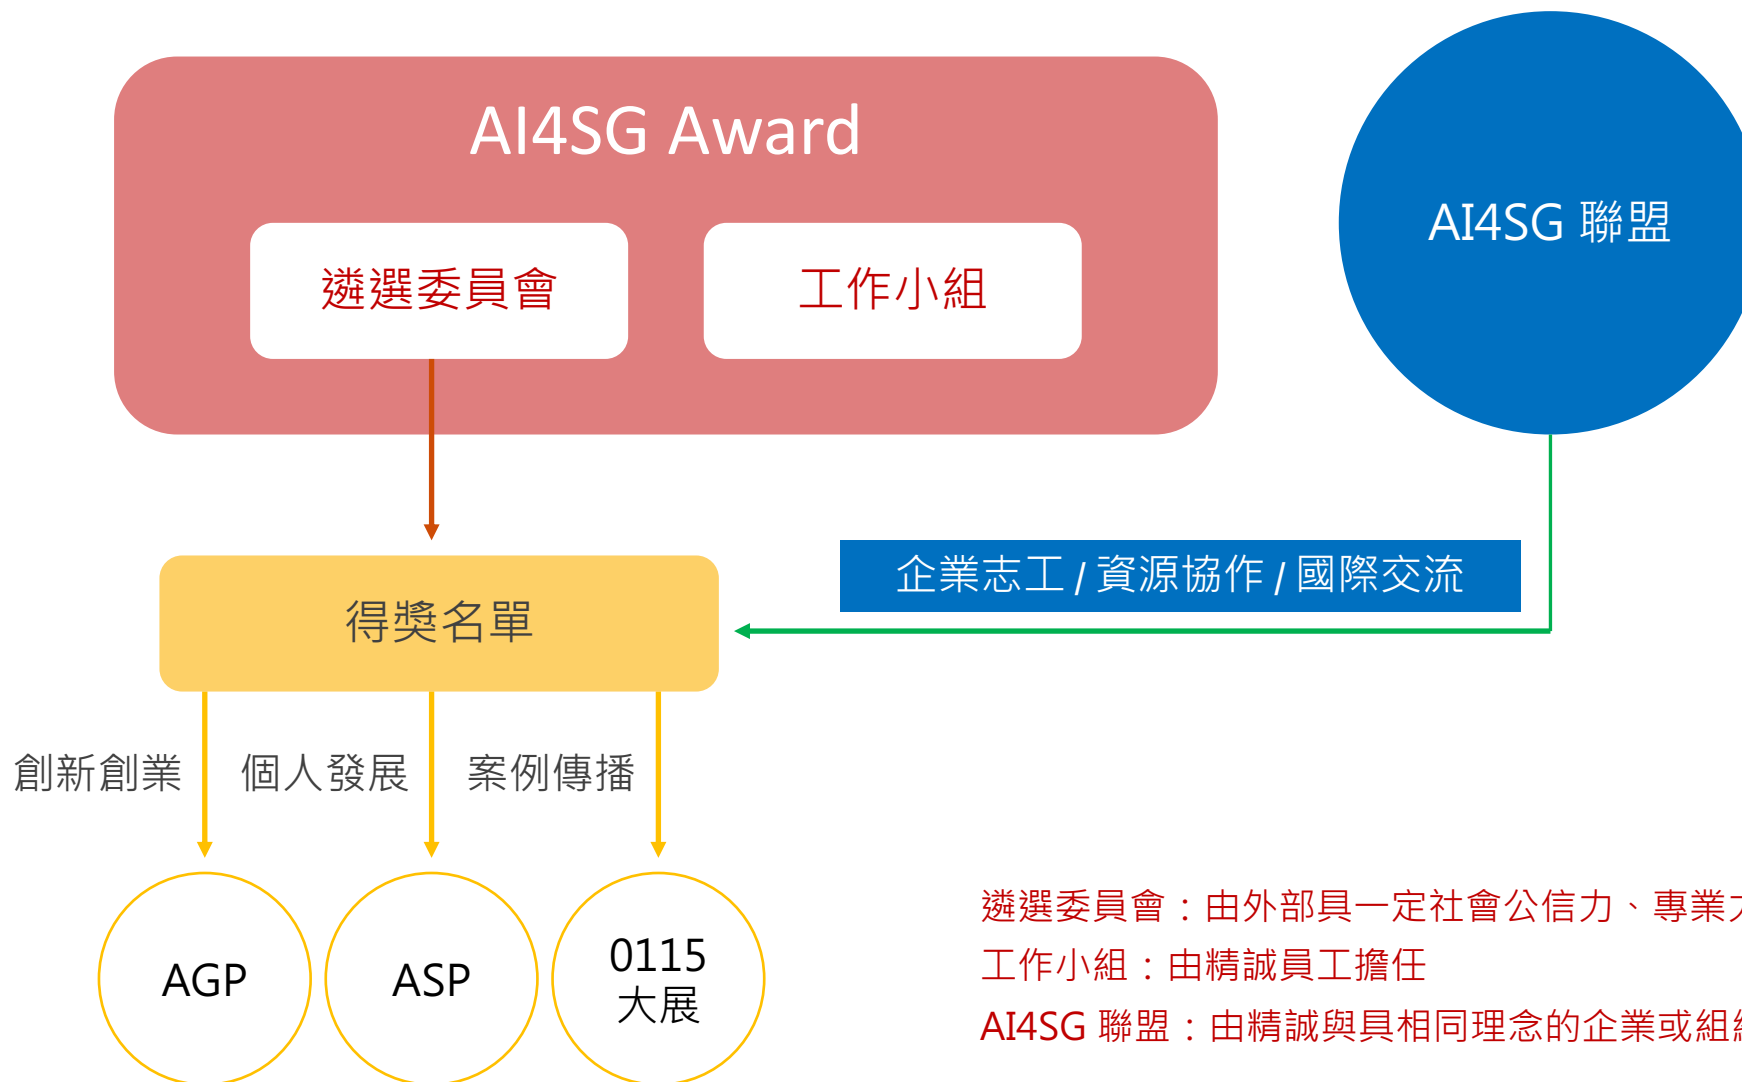 AI4SG Award
AI4SG 聯盟
遴選委員會
工作小組
企業志工 / 資源協作 / 國際交流
得獎名單
創新創業
個人發展
案例傳播
AGP
ASP
0115
大展
遴選委員會：由外部具一定社會公信力、專業
工作小組：由精誠員工擔任
AI4SG 聯盟：由精誠與具相同理念的企業或組